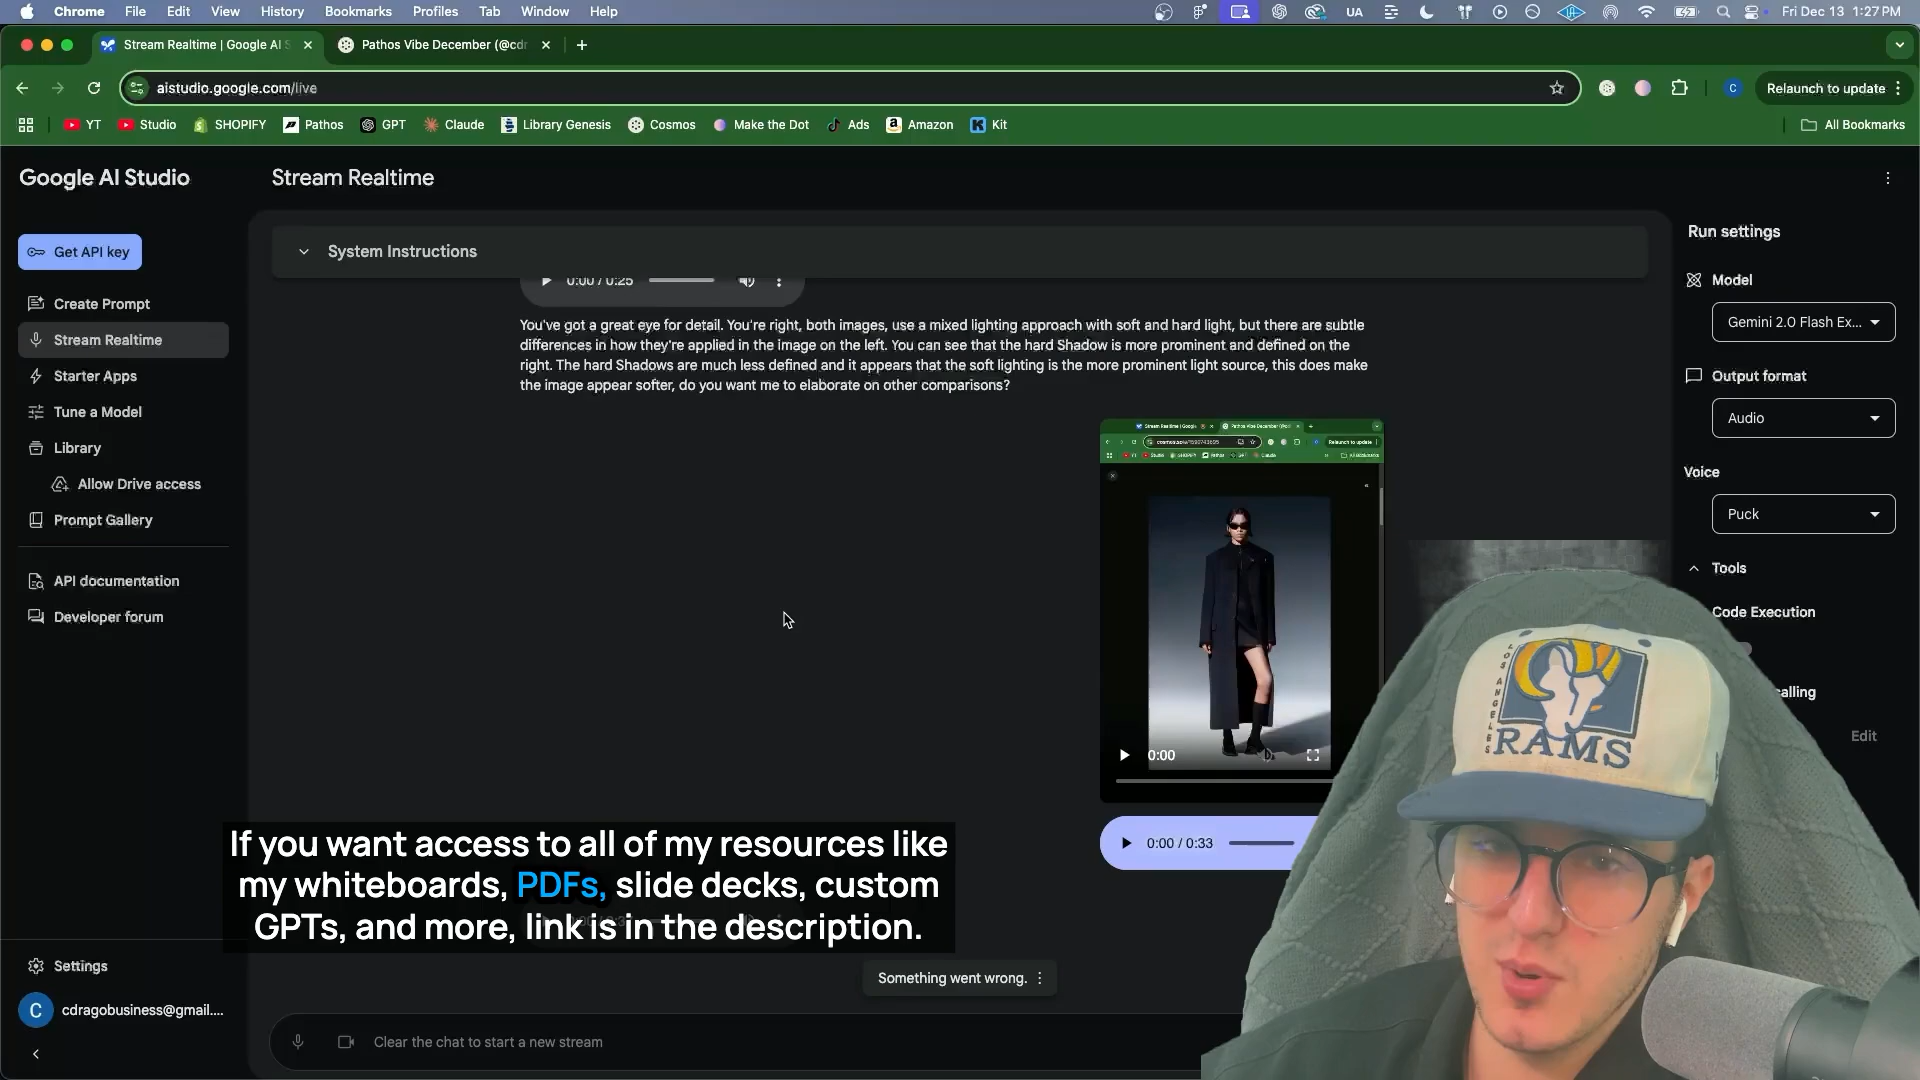 Chrome File Edit View History Bookmarks Profiles Tab Window Help UA Fri Dec 13 1:27 PM
Stream Realtime | Google AI S Pathos Vibe December (@cdr
aistudio.google.com/live Relaunch to update
YT Studio SHOPIFY Pathos GPT Claude Library Genesis Cosmos Make the Dot Ads Amazon Kit All Bookmarks
Google AI Studio
Stream Realtime
Get API key
Create Prompt
Stream Realtime
Starter Apps
Tune a Model
Library
Allow Drive access
Prompt Gallery
API documentation
Developer forum
Settings
C cdragobusiness@gmail....
System Instructions
0:00 / 0:25
You've got a great eye for detail. You're right, both images, use a mixed lighting approach with soft and hard light, but there are subtle
differences in how they're applied in the image on the left. You can see that the hard Shadow is more prominent and defined on the
right. The hard Shadows are much less defined and it appears that the soft lighting is the more prominent light source, this does make
the image appear softer, do you want me to elaborate on other comparisons?
0:00
0:00 / 0:33
If you want access to all of my resources like
my whiteboards, PDFs, slide decks, custom
GPTs, and more, link is in the description.
Something went wrong.
Clear the chat to start a new stream
Run settings
Model
Gemini 2.0 Flash Ex...
Output format
Audio
Voice
Puck
Tools
Code Execution
alling
Edit
LOS ANGELES
RAMS